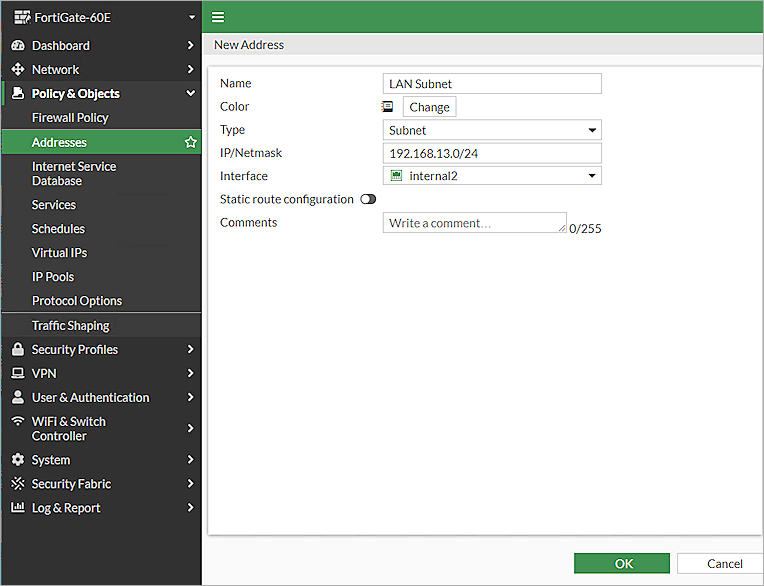 FortiGate-60E
Dashboard
Network
Policy & Objects
Firewall Policy
Addresses
Internet Service
Database
Services
Schedules
Virtual IPs
IP Pools
Protocol Options
Traffic Shaping
Security Profiles
VPN
User & Authentication
WiFi & Switch
Controller
System
Security Fabric
Log & Report
New Address
Name LAN Subnet
Color Change
Type Subnet
IP/Netmask 192.168.13.0/24
Interface internal2
Static route configuration
Comments Write a comment... 0/255
OK Cancel